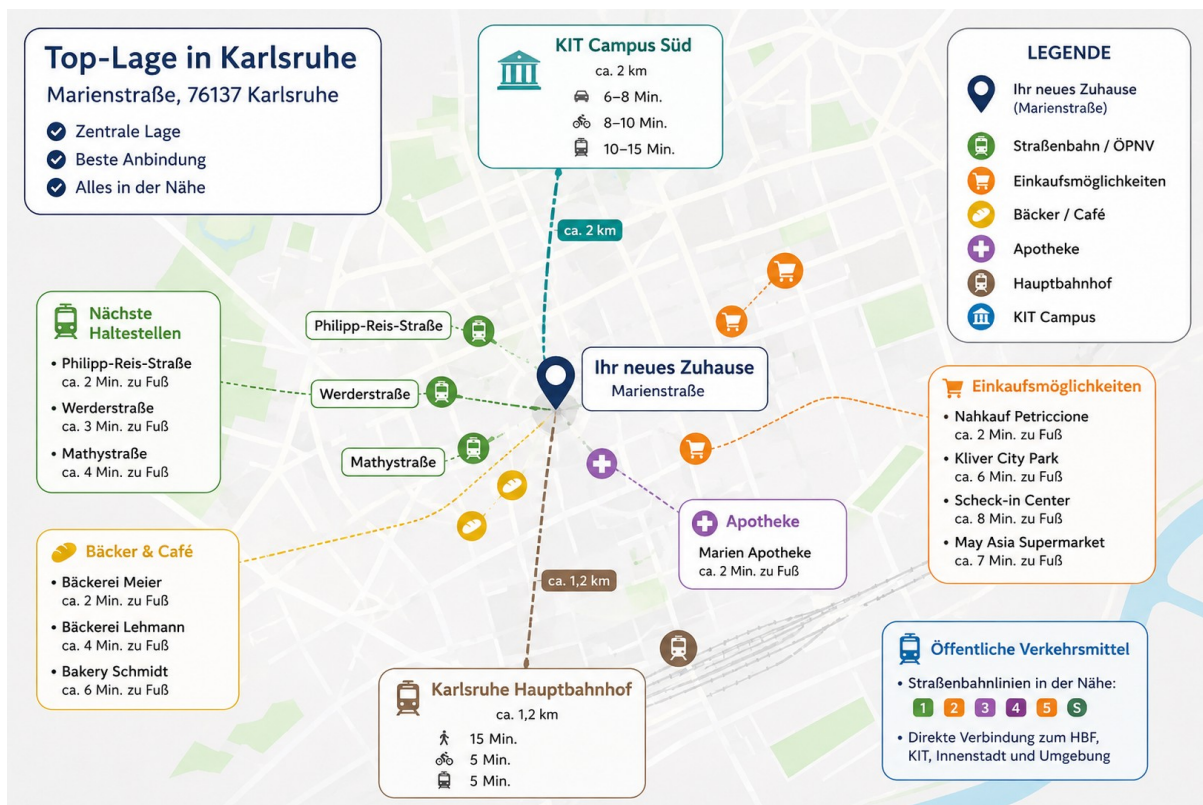 Top-Lage in Karlsruhe
Marienstraße, 76137 Karlsruhe
Zentrale Lage
Beste Anbindung
Alles in der Nähe
KIT Campus Süd
ca. 2 km
6–8 Min.
8–10 Min.
10–15 Min.
LEGENDE
Ihr neues Zuhause
(Marienstraße)
Straßenbahn / ÖPNV
Einkaufsmöglichkeiten
Bäcker / Café
Apotheke
Hauptbahnhof
KIT Campus
ca. 2 km
Nächste
Haltestellen
• Philipp-Reis-Straße
ca. 2 Min. zu Fuß
• Werderstraße
ca. 3 Min. zu Fuß
• Mathystraße
ca. 4 Min. zu Fuß
Philipp-Reis-Straße
Werderstraße
Mathystraße
Ihr neues Zuhause
Marienstraße
Einkaufsmöglichkeiten
• Nahkauf Petriccione
ca. 2 Min. zu Fuß
• Kliver City Park
ca. 6 Min. zu Fuß
• Scheck-in Center
ca. 8 Min. zu Fuß
• May Asia Supermarket
ca. 7 Min. zu Fuß
Bäcker & Café
• Bäckerei Meier
ca. 2 Min. zu Fuß
• Bäckerei Lehmann
ca. 4 Min. zu Fuß
• Bakery Schmidt
ca. 6 Min. zu Fuß
Apotheke
Marien Apotheke
ca. 2 Min. zu Fuß
ca. 1,2 km
Karlsruhe Hauptbahnhof
ca. 1,2 km
15 Min.
5 Min.
5 Min.
Öffentliche Verkehrsmittel
• Straßenbahnlinien in der Nähe:
1 2 3 4 5 S
• Direkte Verbindung zum HBF,
KIT, Innenstadt und Umgebung